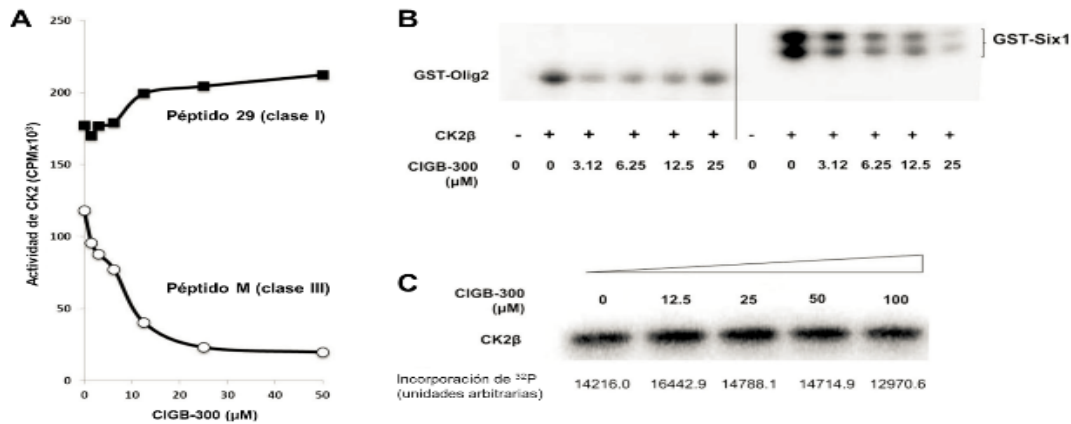 A
250
200
150
100
50
0
Actividad de CK2 (CPMx10³)
Péptido 29 (clase I)
Péptido M (clase III)
0 10 20 30 40 50
CIGB-300 (µM)
B
GST-Olig2
GST-Six1
CK2β - + + + + + - + + + + +
CIGB-300 (µM) 0 0 3.12 6.25 12.5 25 0 0 3.12 6.25 12.5 25
C
CIGB-300 (µM) 0 12.5 25 50 100
CK2β
Incorporación de ³²P
(unidades arbitrarias)
14216.0 16442.9 14788.1 14714.9 12970.6